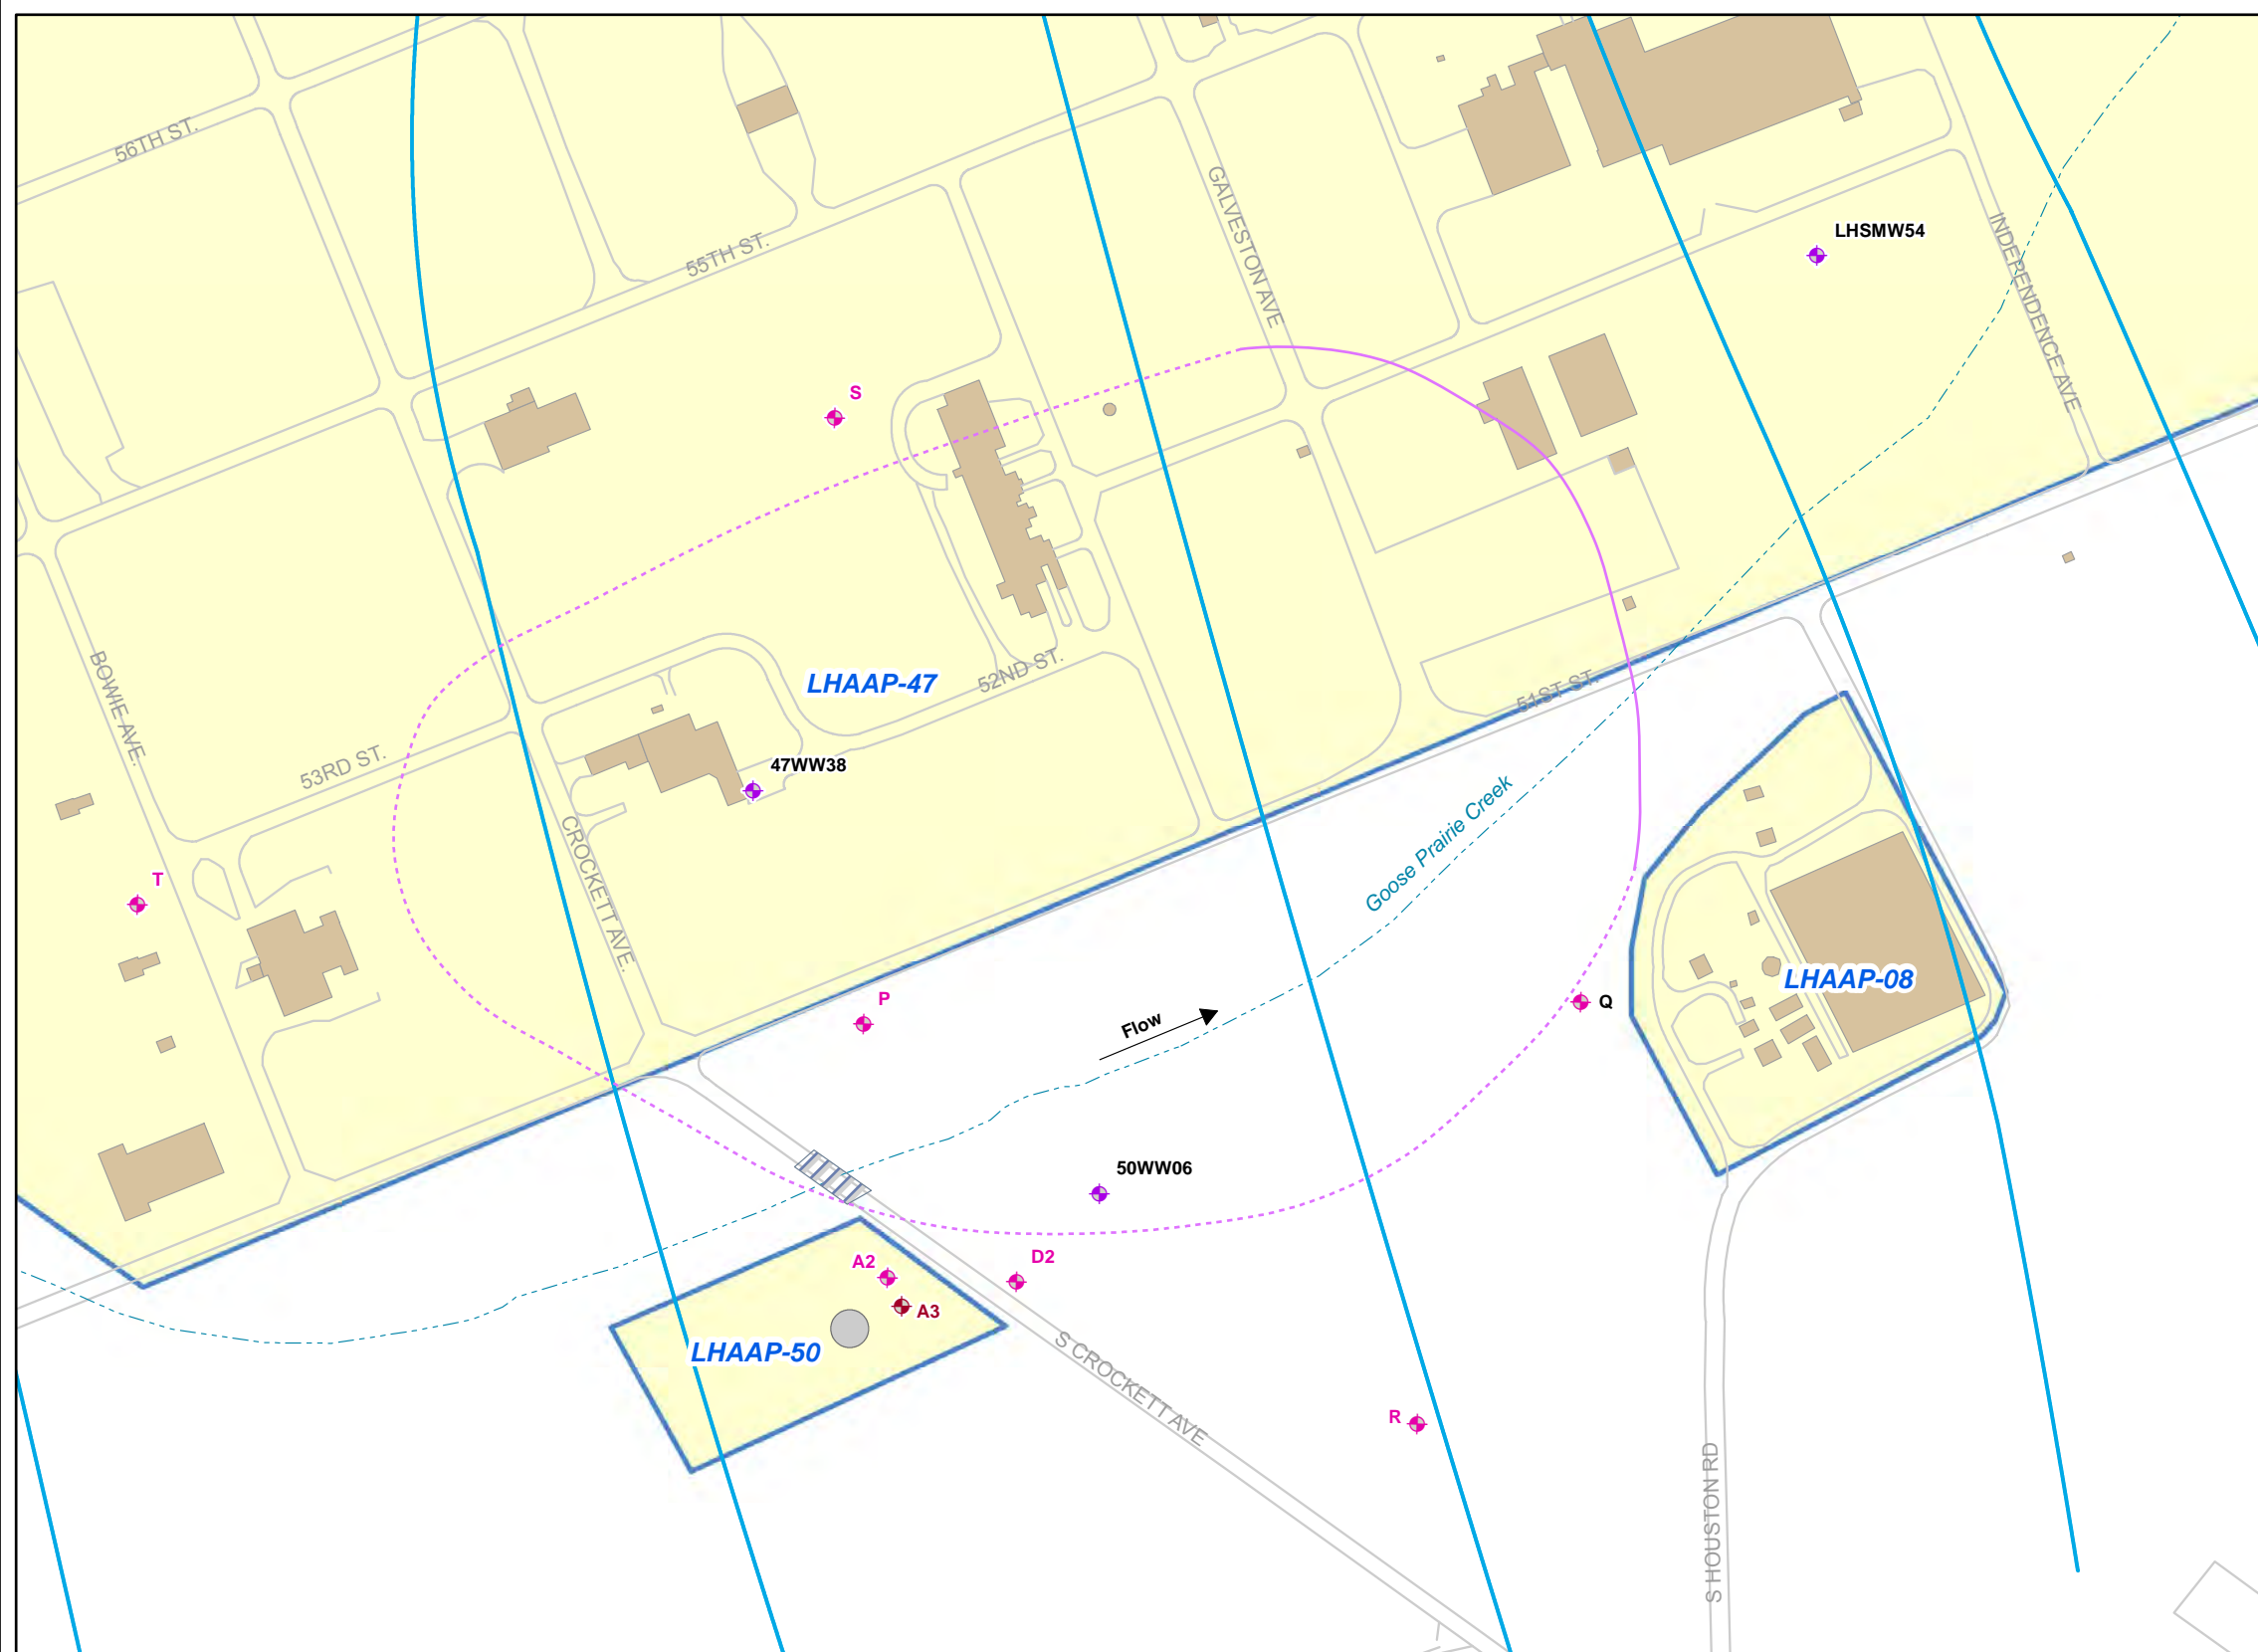 56TH ST.
55TH ST.
GALVESTON AVE
LHSMW54
INDEPENDENCE AVE
S
BOWIE AVE.
LHAAP-47
52ND ST.
51ST ST.
53RD ST.
47WW38
CROCKETT AVE.
Goose Prairie Creek
T
P
Flow
Q
LHAAP-08
50WW06
A2
D2
A3
LHAAP-50
S CROCKETT AVE
R
S HOUSTON RD